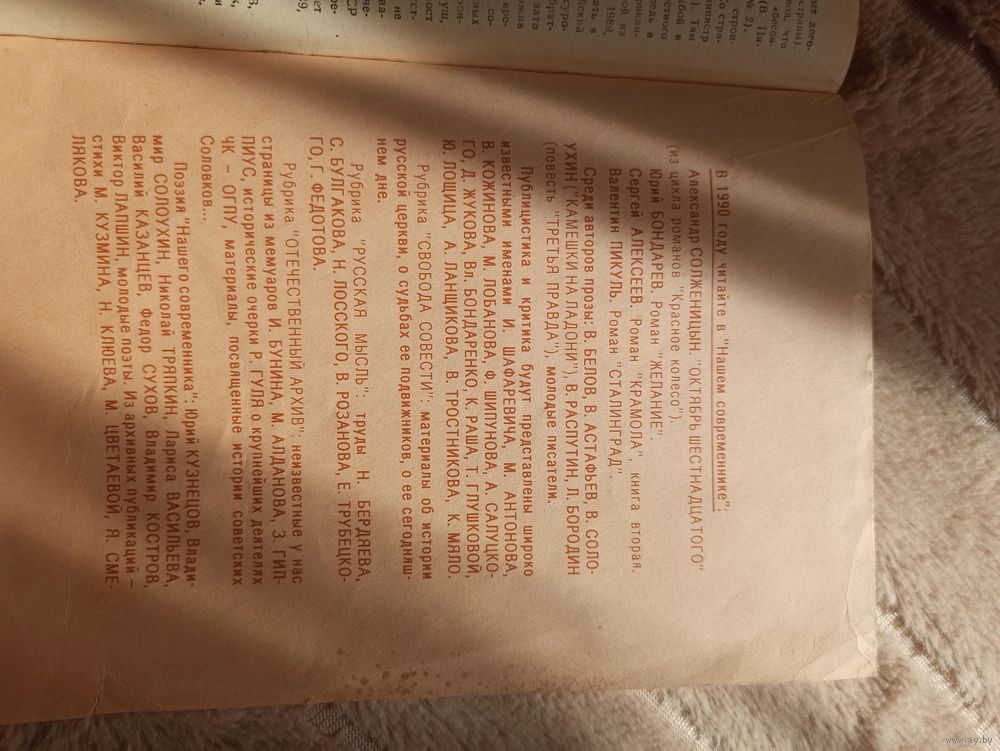 В 1990 году читайте в "Нашем современнике":
Александр СОЛЖЕНИЦЫН. "ОКТЯБРЬ ШЕСТНАДЦАТОГО"
(из цикла романов "Красное колесо").
Юрий БОНДАРЕВ. Роман "ЖЕЛАНИЕ".
Сергей АЛЕКСЕЕВ. Роман "КРАМОЛА", книга вторая.
Валентин ПИКУЛЬ. Роман "СТАЛИНГРАД".
Среди авторов прозы: В. БЕЛОВ, В. АСТАФЬЕВ, В. СОЛО-
УХИН ("КАМЕШКИ НА ЛАДОНИ"), В. РАСПУТИН, Л. БОРОДИН
(повесть "ТРЕТЬЯ ПРАВДА"), молодые писатели.
Публицистика и критика будут представлены широко
известными именами И. ШАФАРЕВИЧА, М. АНТОНОВА,
В. КОЖИНОВА, М. ЛОБАНОВА, Ф. ШИПУНОВА, А. САЛУЦКО-
ГО, Д. ЖУКОВА, Вл. БОНДАРЕНКО, К. РАША, Т. ГЛУШКОВОЙ,
Ю. ЛОЩИЦА, А. ЛАНЩИКОВА, В. ТРОСТНИКОВА, К. МЯЛО.
Рубрика "СВОБОДА СОВЕСТИ": материалы об истории
русской церкви, о судьбах ее подвижников, о ее сегодняш-
нем дне.
Рубрика "РУССКАЯ МЫСЛЬ": труды Н. БЕРДЯЕВА,
С. БУЛГАКОВА, Н. ЛОССКОГО, В. РОЗАНОВА, Е. ТРУБЕЦКО-
ГО, Г. ФЕДОТОВА.
Рубрика "ОТЕЧЕСТВЕННЫЙ АРХИВ": неизвестные у нас
страницы из мемуаров И. БУНИНА, М. АЛДАНОВА, З. ГИП-
ПИУС, исторические очерки Р. ГУЛЯ о крупнейших деятелях
ЧК – ОГПУ, материалы, посвященные истории советских
Соловков...
Поэзия "Нашего современника": Юрий КУЗНЕЦОВ, Влади-
мир СОЛОУХИН, Николай ТРЯПКИН, Лариса ВАСИЛЬЕВА,
Василий КАЗАНЦЕВ, Федор СУХОВ, Владимир КОСТРОВ,
Виктор ЛАПШИН, молодые поэты. Из архивных публикаций –
стихи М. КУЗМИНА, Н. КЛЮЕВА, М. ЦВЕТАЕВОЙ, Я. СМЕ-
ЛЯКОВА.
www.ay.by